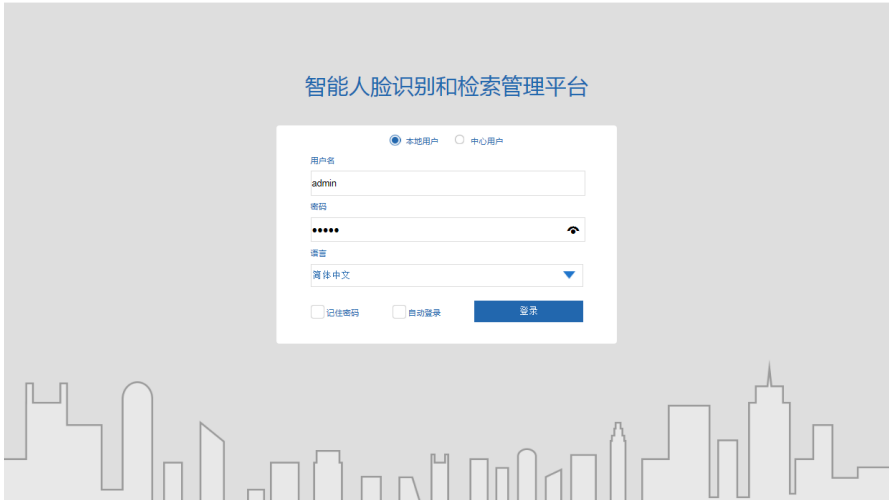 智能人脸识别和检索管理平台
本地用户 中心用户
用户名
admin
密码
•••••
语言
简体中文
记住密码 自动登录 登录